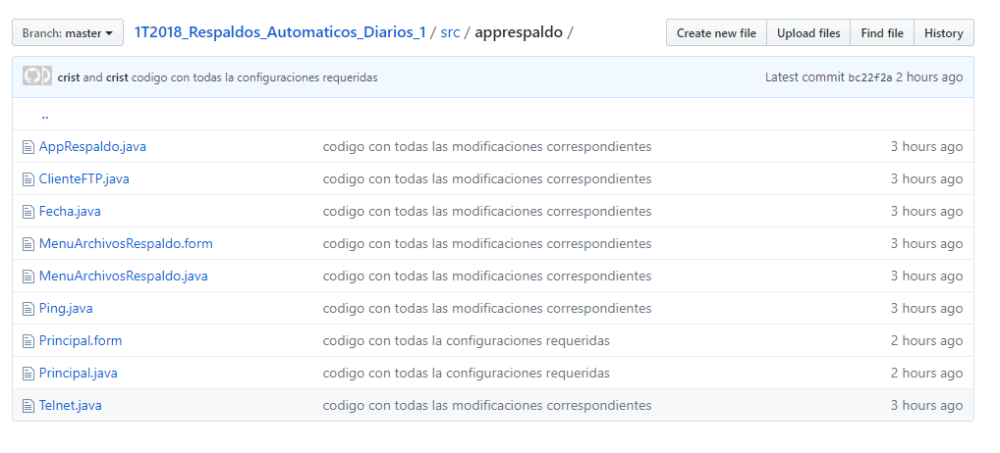 Branch: master 1T2018_Respaldos_Automaticos_Diarios_1 / src / apprespaldo / Create new file Upload files Find file History
crist and crist codigo con todas la configuraciones requeridas Latest commit bc22f2a 2 hours ago
..
AppRespaldo.java codigo con todas las modificaciones correspondientes 3 hours ago
ClienteFTP.java codigo con todas las modificaciones correspondientes 3 hours ago
Fecha.java codigo con todas las modificaciones correspondientes 3 hours ago
MenuArchivosRespaldo.form codigo con todas las modificaciones correspondientes 3 hours ago
MenuArchivosRespaldo.java codigo con todas las modificaciones correspondientes 3 hours ago
Ping.java codigo con todas las modificaciones correspondientes 3 hours ago
Principal.form codigo con todas la configuraciones requeridas 2 hours ago
Principal.java codigo con todas la configuraciones requeridas 2 hours ago
Telnet.java codigo con todas las modificaciones correspondientes 3 hours ago